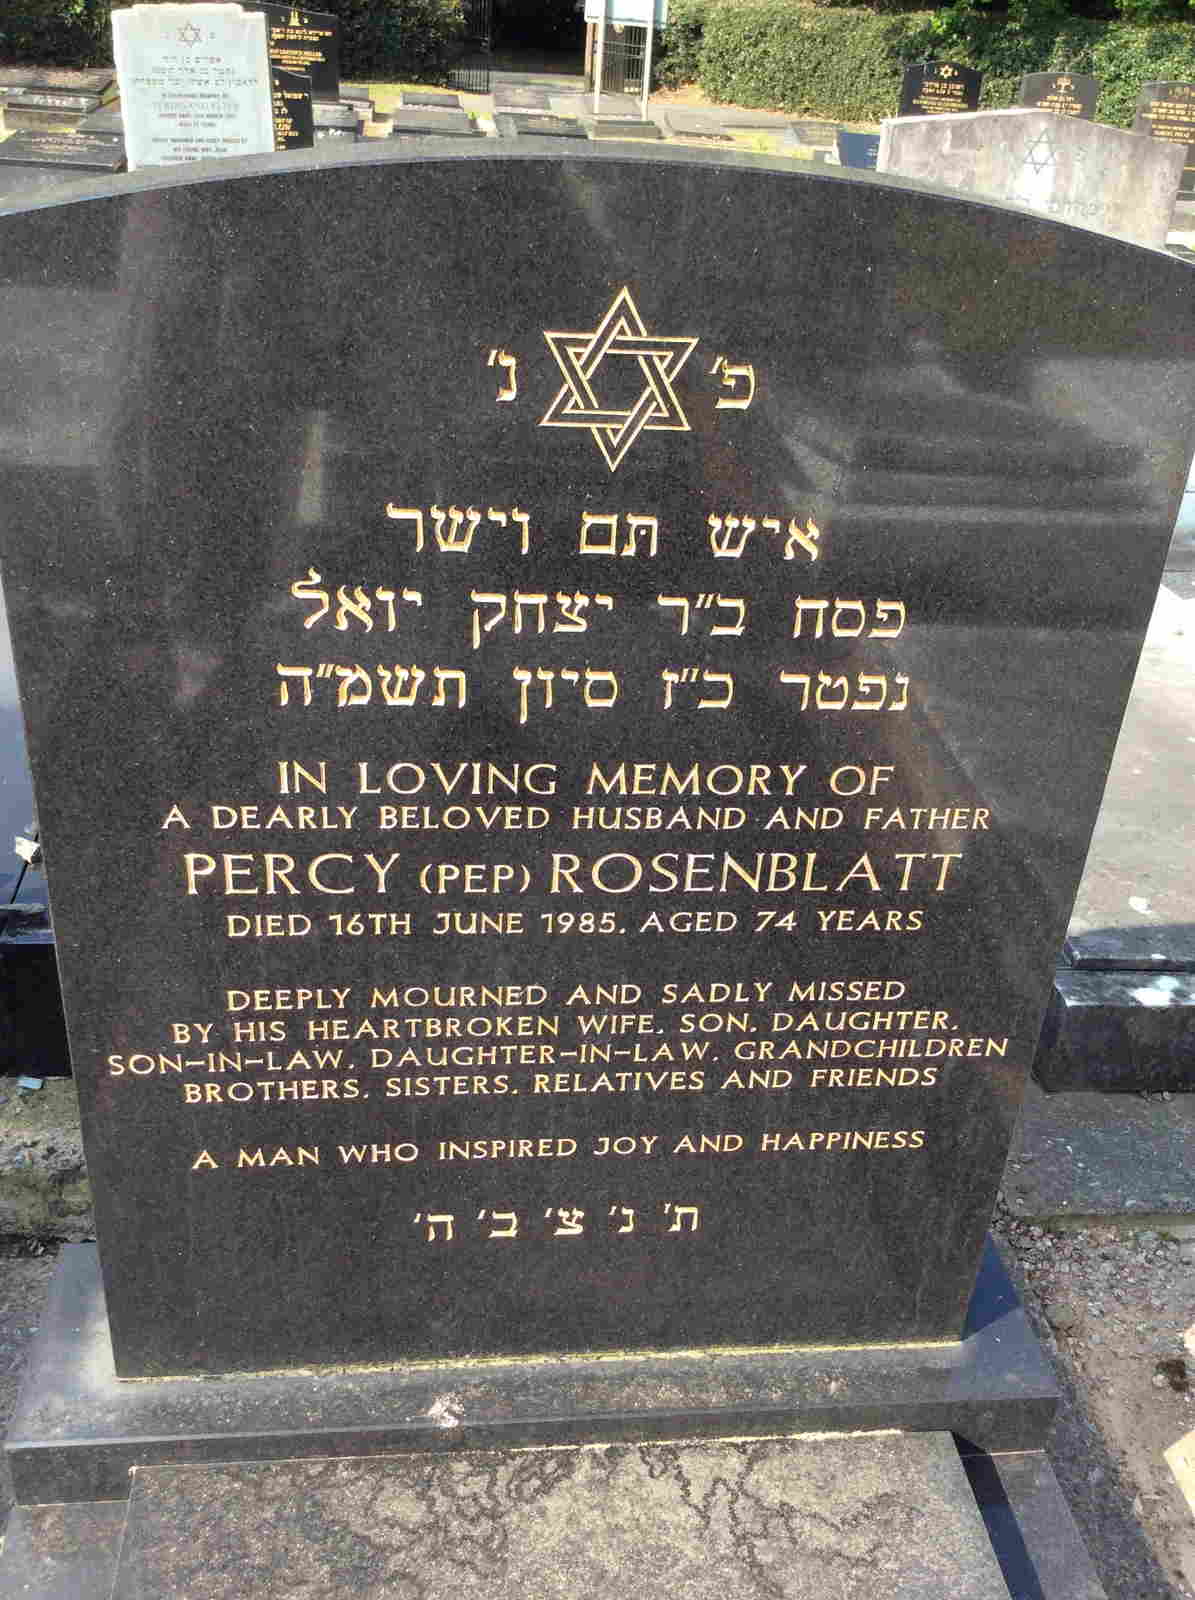 פ׳ נ׳
איש תם וישר
פסח ב״ר יצחק יואל
נפטר כ״ז סיון תשמ״ה
IN LOVING MEMORY OF
A DEARLY BELOVED HUSBAND AND FATHER
PERCY (PEP) ROSENBLATT
DIED 16TH JUNE 1985. AGED 74 YEARS
DEEPLY MOURNED AND SADLY MISSED
BY HIS HEARTBROKEN WIFE. SON. DAUGHTER.
SON-IN-LAW. DAUGHTER-IN-LAW. GRANDCHILDREN
BROTHERS. SISTERS. RELATIVES AND FRIENDS
A MAN WHO INSPIRED JOY AND HAPPINESS
ת׳ נ׳ צ׳ ב׳ ה׳